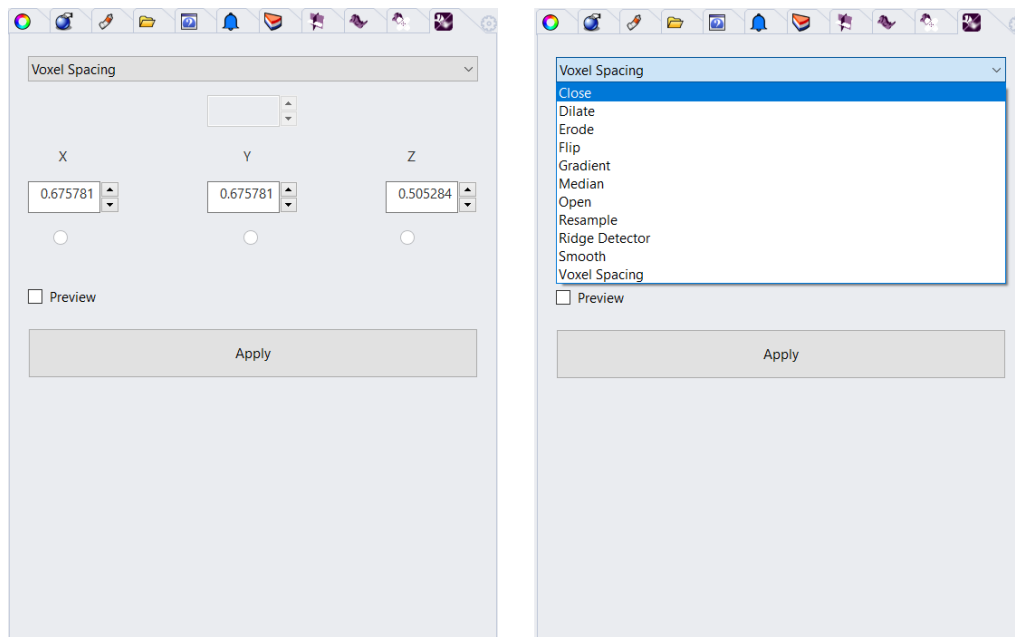 Voxel Spacing
X Y Z
0.675781 0.675781 0.505284
Preview
Apply
Voxel Spacing
Close
Dilate
Erode
Flip
Gradient
Median
Open
Resample
Ridge Detector
Smooth
Voxel Spacing
Preview
Apply